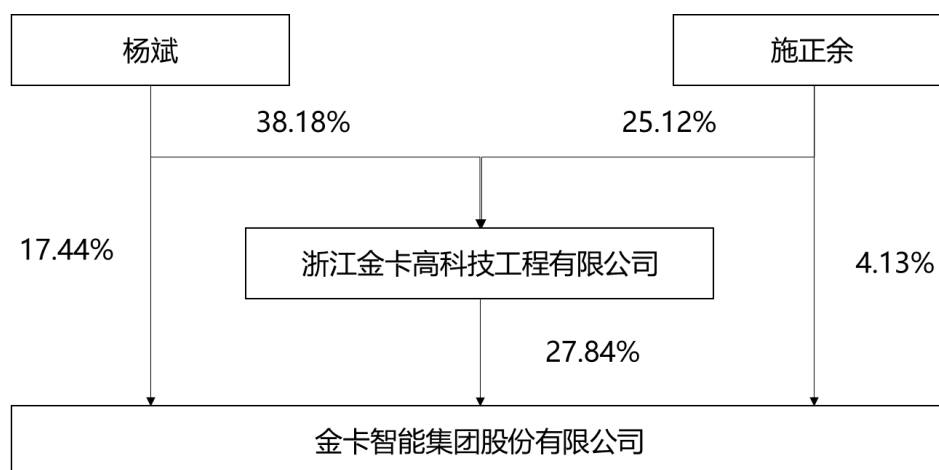 杨斌
施正余
38.18%
25.12%
17.44%
浙江金卡高科技工程有限公司
4.13%
27.84%
金卡智能集团股份有限公司